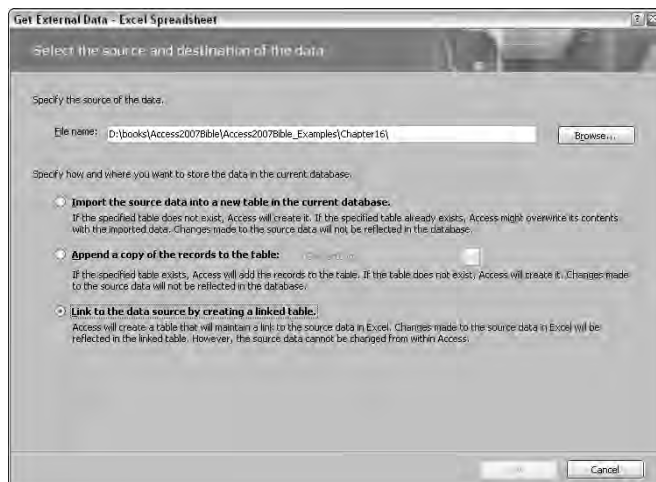 Get External Data - Excel Spreadsheet
Select the source and destination of the data
Specify the source of the data.
File name: D:\books\Access2007Bible\Access2007Bible_Examples\Chapter16\ Browse...
Specify how and where you want to store the data in the current database.
Import the source data into a new table in the current database.
If the specified table does not exist, Access will create it. If the specified table already exists, Access might overwrite its contents
with the imported data. Changes made to the source data will not be reflected in the database.
Append a copy of the records to the table:
If the specified table exists, Access will add the records to the table. If the table does not exist, Access will create it. Changes made
to the source data will not be reflected in the database.
Link to the data source by creating a linked table.
Access will create a table that will maintain a link to the source data in Excel. Changes made to the source data in Excel will be
reflected in the linked table. However, the source data cannot be changed from within Access.
Cancel